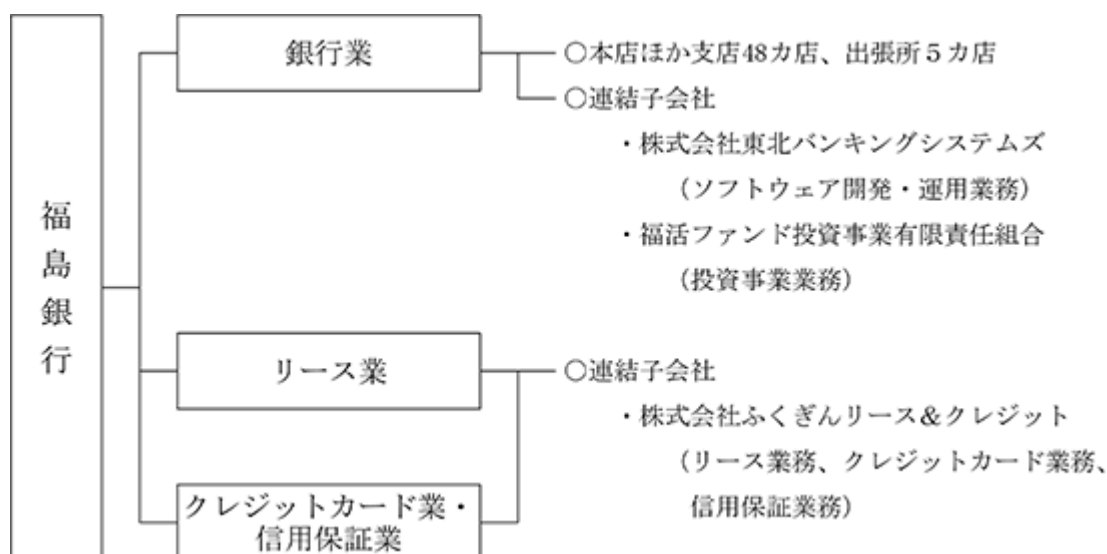 福島銀行
銀行業
○本店ほか支店48カ店、出張所5カ店
○連結子会社
・株式会社東北バンキングシステムズ
(ソフトウェア開発・運用業務)
・福活ファンド投資事業有限責任組合
(投資事業業務)
リース業
○連結子会社
・株式会社ふくぎんリース&クレジット
(リース業務、クレジットカード業務、
信用保証業務)
クレジットカード業・
信用保証業